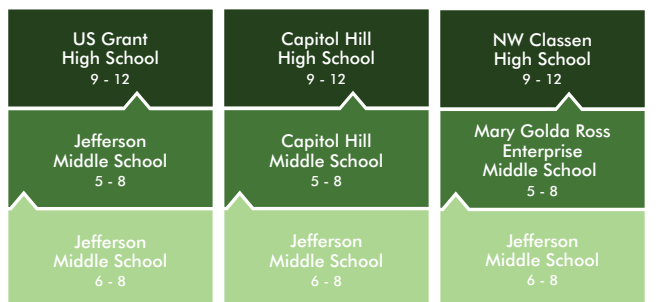 US Grant
High School
9 - 12
Jefferson
Middle School
5 - 8
Jefferson
Middle School
6 - 8
Capitol Hill
High School
9 - 12
Capitol Hill
Middle School
5 - 8
Jefferson
Middle School
6 - 8
NW Classen
High School
9 - 12
Mary Golda Ross
Enterprise
Middle School
5 - 8
Jefferson
Middle School
6 - 8